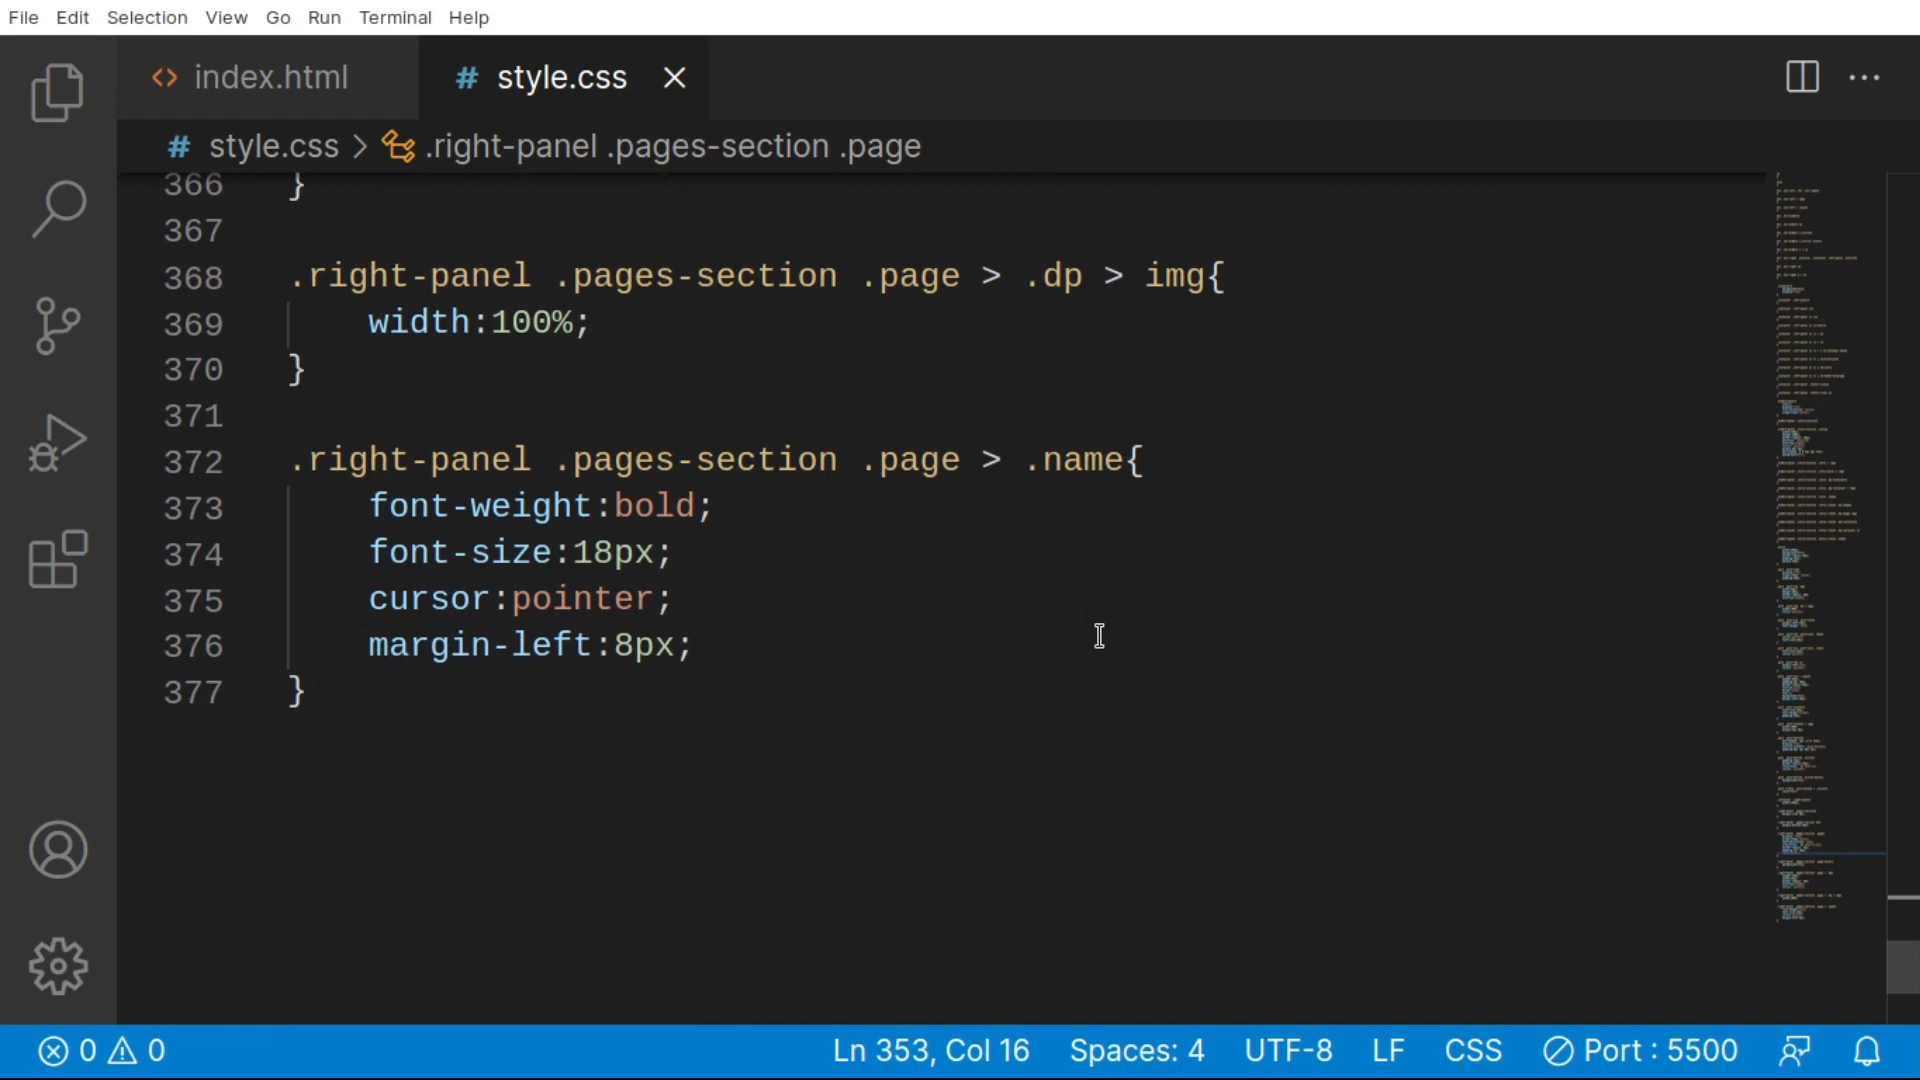 File Edit Selection View Go Run Terminal Help
<> index.html # style.css
# style.css > .right-panel .pages-section .page
366 }
367
368 .right-panel .pages-section .page > .dp > img{
369 width:100%;
370 }
371
372 .right-panel .pages-section .page > .name{
373 font-weight:bold;
374 font-size:18px;
375 cursor:pointer;
376 margin-left:8px;
377 }
0 0 Ln 353, Col 16 Spaces: 4 UTF-8 LF CSS Port : 5500